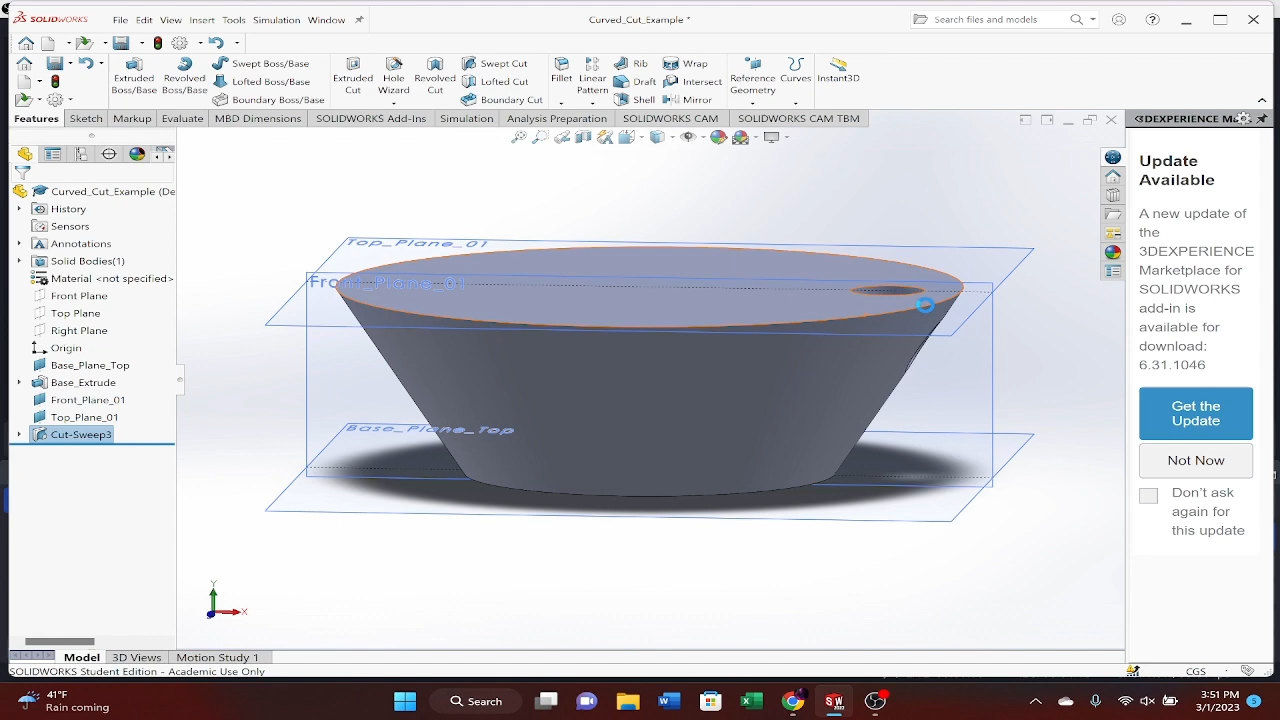 SOLIDWORKS File Edit View Insert Tools Simulation Window Curved_Cut_Example * Search files and models
Extruded Boss/Base
Revolved Boss/Base
Swept Boss/Base
Lofted Boss/Base
Boundary Boss/Base
Extruded Cut
Hole Wizard
Revolved Cut
Swept Cut
Lofted Cut
Boundary Cut
Fillet
Linear Pattern
Rib
Draft
Shell
Wrap
Intersect
Mirror
Reference Geometry
Curves
Instant3D
Features Sketch Markup Evaluate MBD Dimensions SOLIDWORKS Add-Ins Simulation Analysis Preparation SOLIDWORKS CAM SOLIDWORKS CAM TBM
Curved_Cut_Example (De
History
Sensors
Annotations
Solid Bodies(1)
Material <not specified>
Front Plane
Top Plane
Right Plane
Origin
Base_Plane_Top
Base_Extrude
Front_Plane_01
Top_Plane_01
Cut-Sweep3
Top_Plane_01
Front_Plane_01
Base_Plane_Top
Y
X
Update
Available
A new update of
the
3DEXPERIENCE
Marketplace for
SOLIDWORKS
add-in is
available for
download:
6.31.1046
Get the
Update
Not Now
Don't ask
again for
this update
Model 3D Views Motion Study 1
SOLIDWORKS Student Edition - Academic Use Only CGS
41°F
Rain coming
Search
3:51 PM
3/1/2023
5